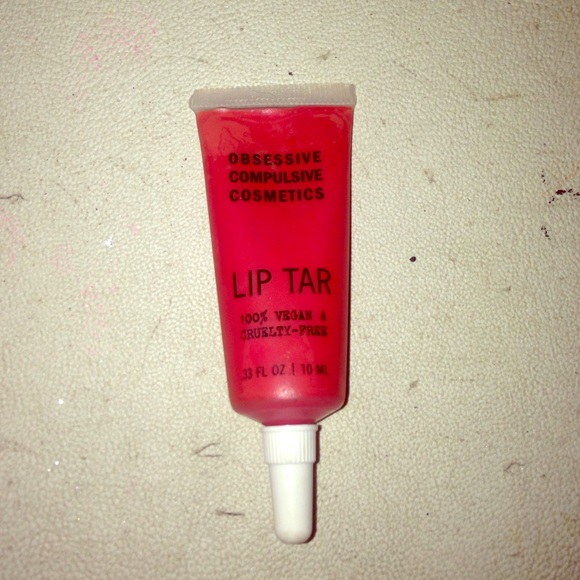 OBSESSIVE
COMPULSIVE
COSMETICS
LIP TAR
100% VEGAN &
CRUELTY-FREE
.33 FL OZ | 10 ML